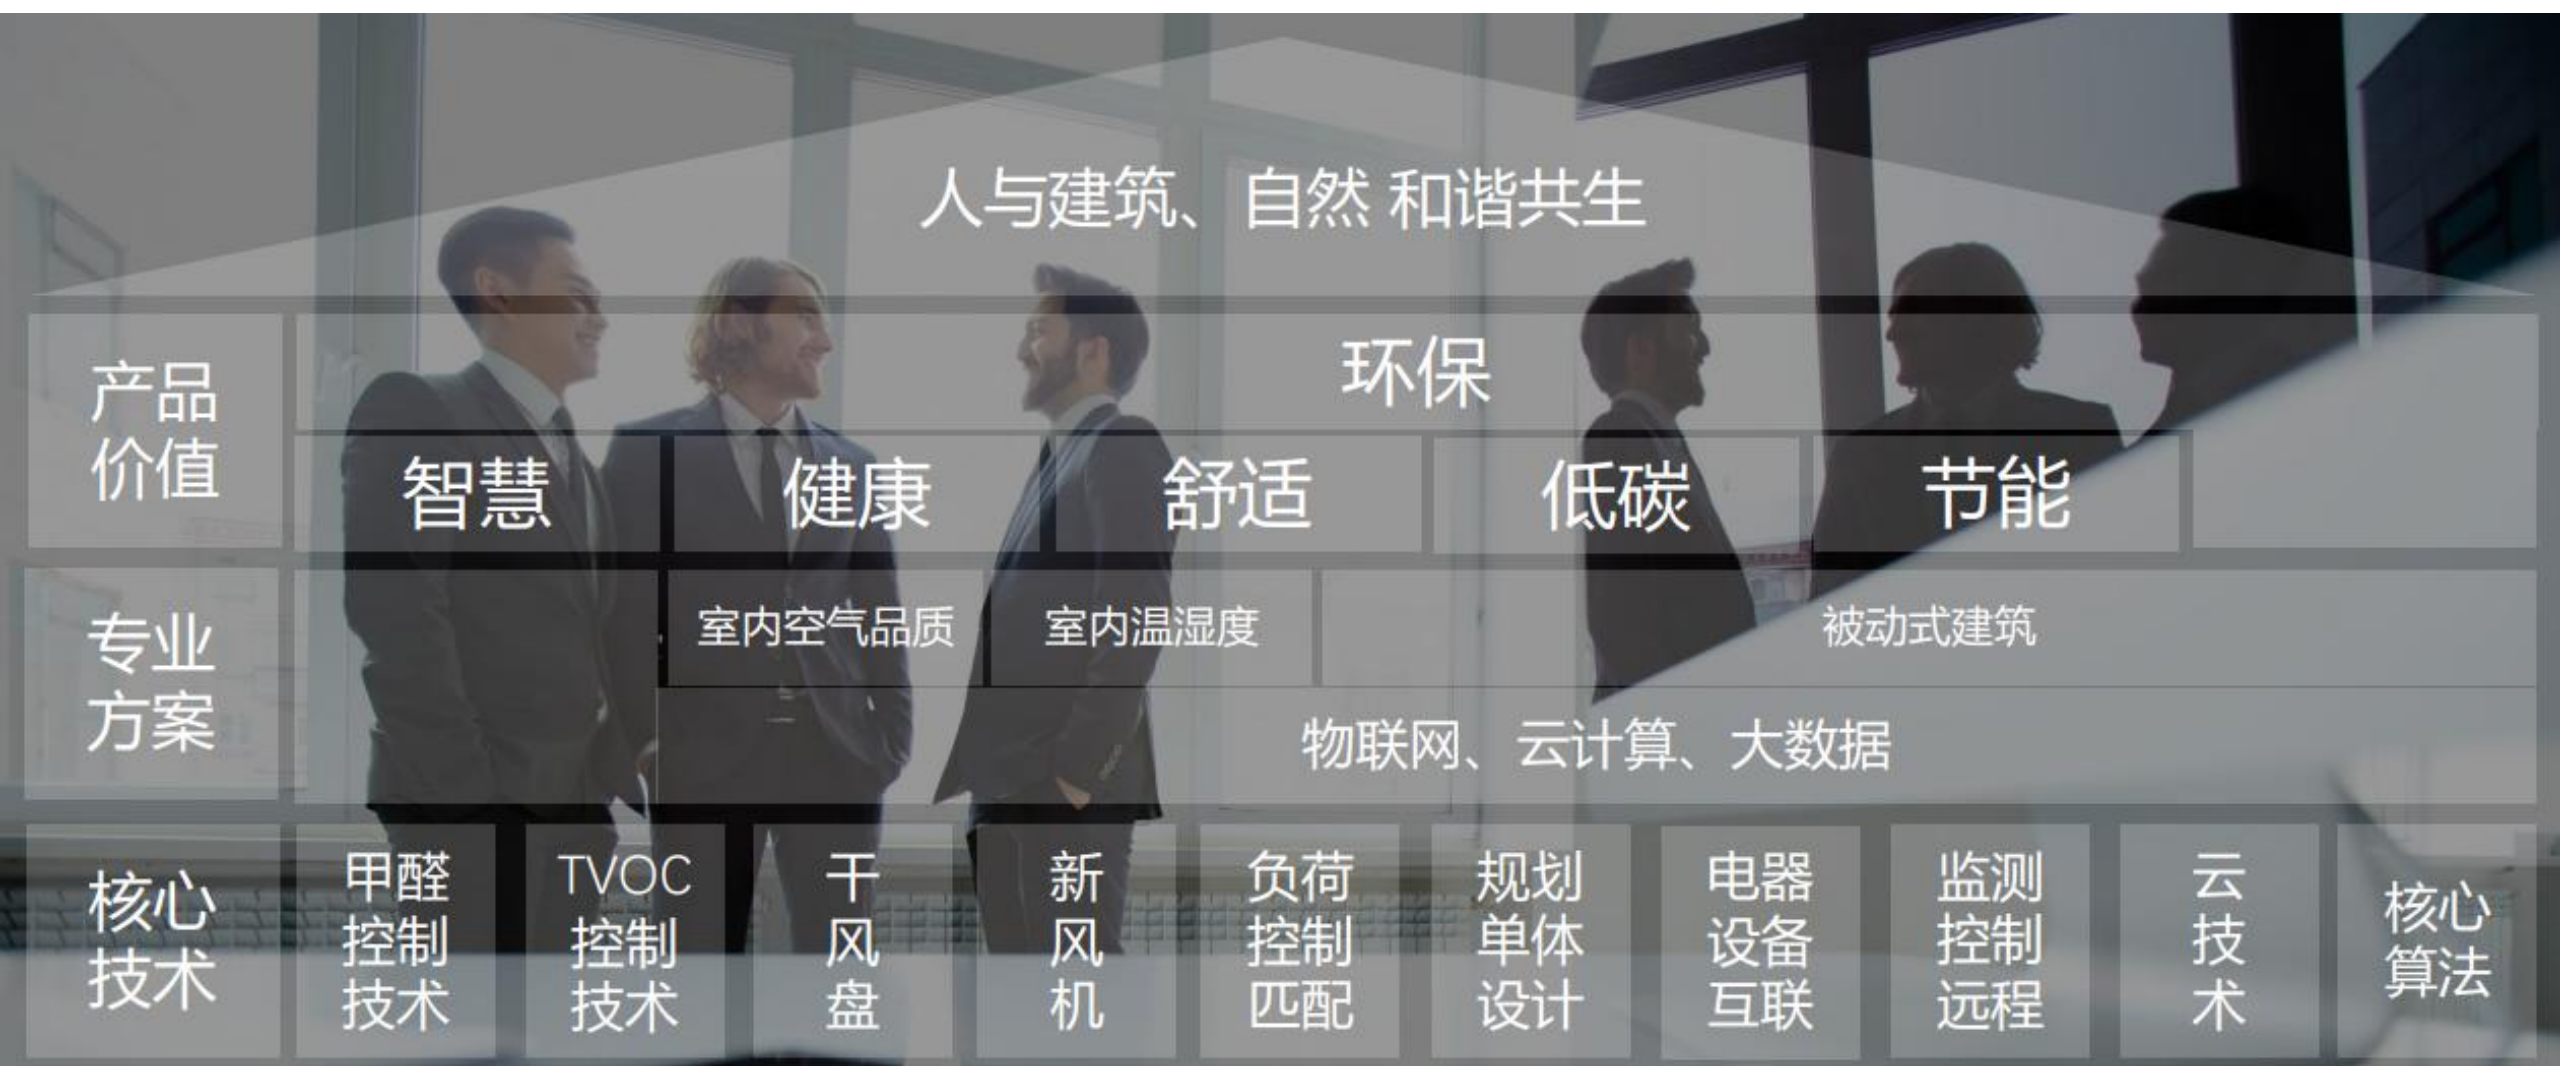 人与建筑、自然 和谐共生
产品
价值
环保
智慧
健康
舒适
低碳
节能
专业
方案
室内空气品质
室内温湿度
被动式建筑
物联网、云计算、大数据
核心
技术
甲醛
控制
技术
TVOC
控制
技术
干
风
盘
新
风
机
负荷
控制
匹配
规划
单体
设计
电器
设备
互联
监测
控制
远程
云
技
术
核心
算法